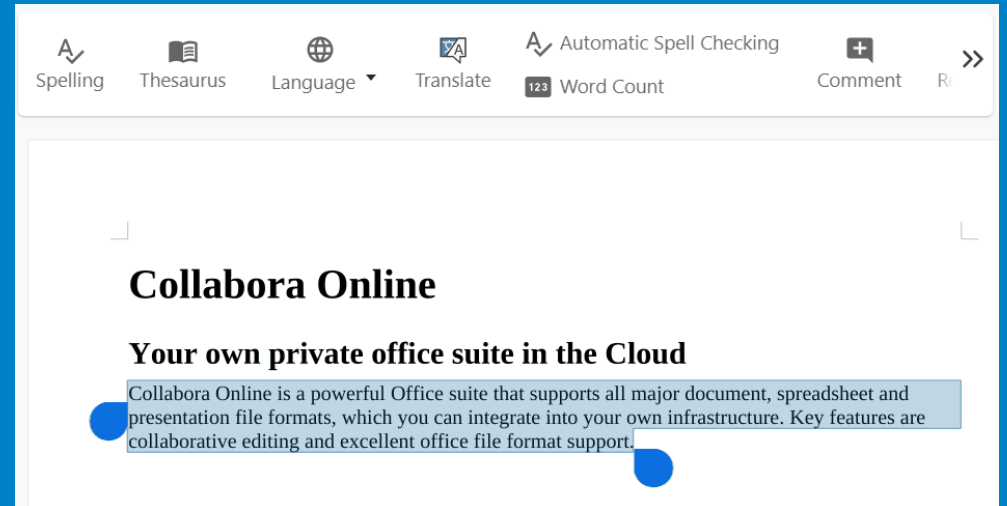 Spelling
Thesaurus
Language
Translate
Automatic Spell Checking
123 Word Count
Comment
Collabora Online
Your own private office suite in the Cloud
Collabora Online is a powerful Office suite that supports all major document, spreadsheet and
presentation file formats, which you can integrate into your own infrastructure. Key features are
collaborative editing and excellent office file format support.